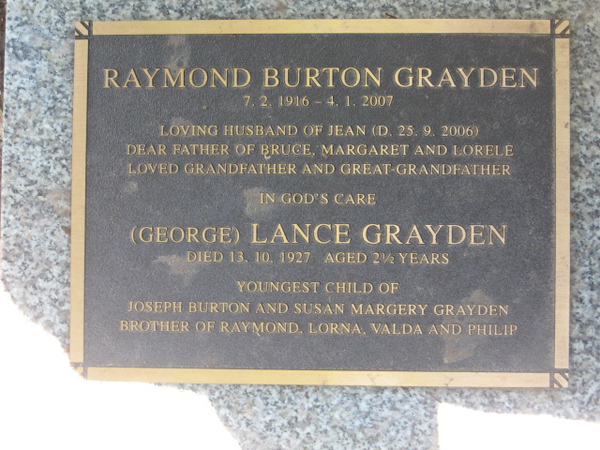 RAYMOND BURTON GRAYDEN
7. 2. 1916 – 4. 1. 2007
LOVING HUSBAND OF JEAN (D. 25. 9. 2006)
DEAR FATHER OF BRUCE, MARGARET AND LORELE
LOVED GRANDFATHER AND GREAT-GRANDFATHER
IN GOD"S CARE
(GEORGE) LANCE GRAYDEN
DIED 13. 10. 1927 AGED 2½ YEARS
YOUNGEST CHILD OF
JOSEPH BURTON AND SUSAN MARGERY GRAYDEN
BROTHER OF RAYMOND, LORNA, VALDA AND PHILIP